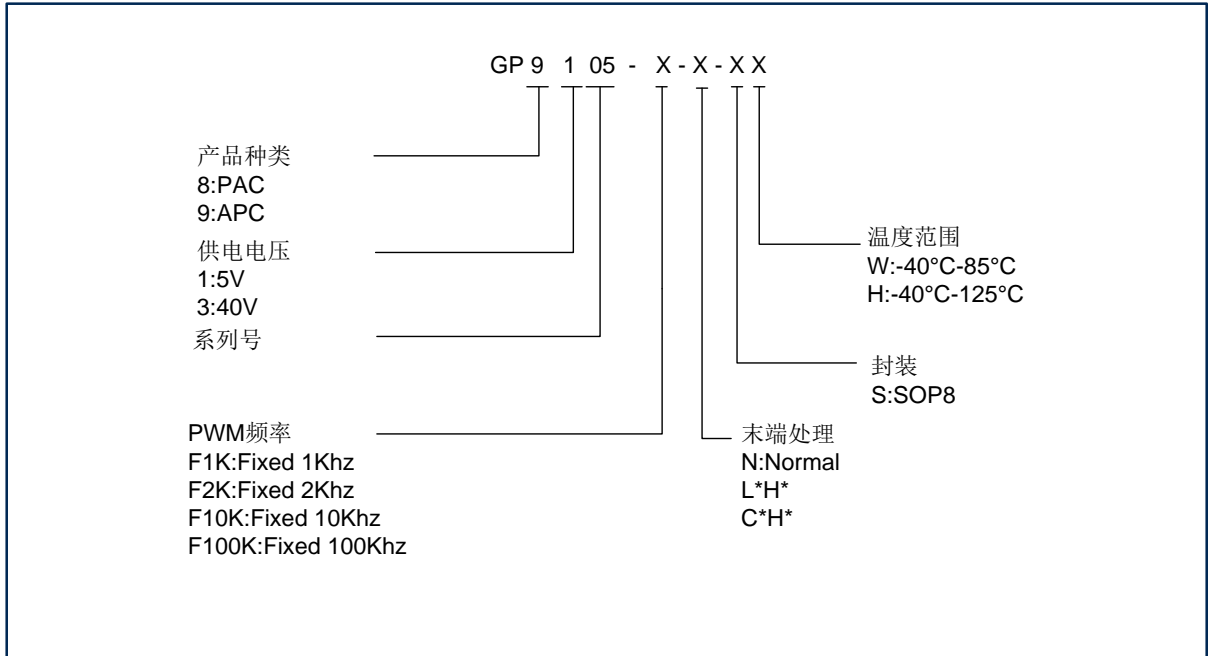 GP 9 1 05 - X - X - X X
产品种类
8:PAC
9:APC
供电电压
1:5V
3:40V
系列号
PWM频率
F1K:Fixed 1Khz
F2K:Fixed 2Khz
F10K:Fixed 10Khz
F100K:Fixed 100Khz
末端处理
N:Normal
L*H*
C*H*
封装
S:SOP8
温度范围
W:-40°C-85°C
H:-40°C-125°C